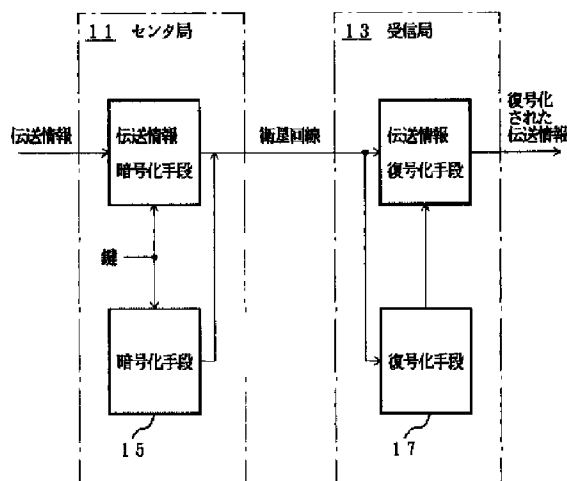 11 センタ局
13 受信局
伝送情報
伝送情報
暗号化手段
衛星回線
伝送情報
復号化手段
復号化
された
伝送情報
鍵
暗号化手段
復号化手段
15
17